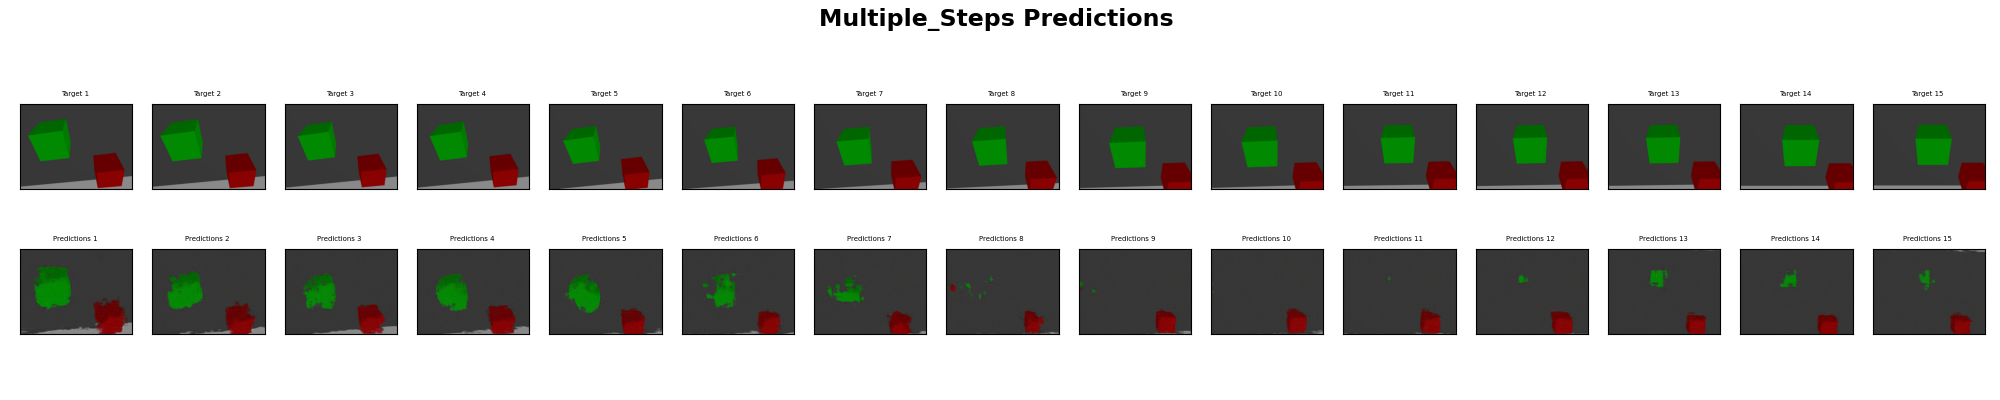 Multiple_Steps Predictions
Target 1
Target 2
Target 3
Target 4
Target 5
Target 6
Target 7
Target 8
Target 9
Target 10
Target 11
Target 12
Target 13
Target 14
Target 15
Predictions 1
Predictions 2
Predictions 3
Predictions 4
Predictions 5
Predictions 6
Predictions 7
Predictions 8
Predictions 9
Predictions 10
Predictions 11
Predictions 12
Predictions 13
Predictions 14
Predictions 15